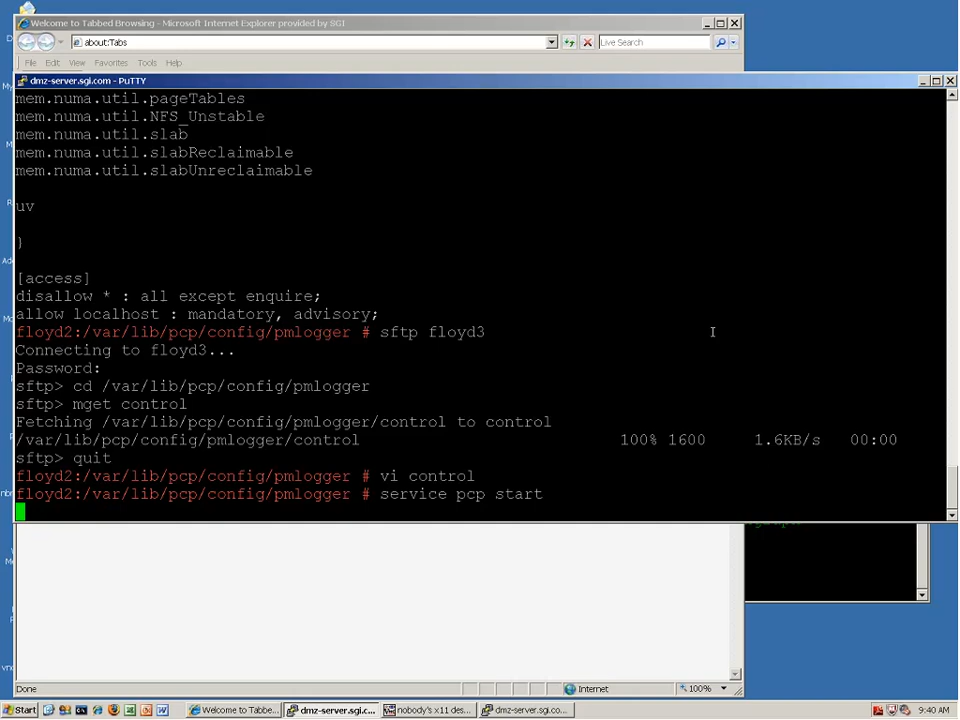 Welcome to Tabbed Browsing - Microsoft Internet Explorer provided by SGI
about:Tabs
Live Search
File Edit View Favorites Tools Help
dmz-server.sgi.com - PuTTY
mem.numa.util.pageTables
mem.numa.util.NFS_Unstable
mem.numa.util.slab
mem.numa.util.slabReclaimable
mem.numa.util.slabUnreclaimable
uv
}
[access]
disallow * : all except enquire;
allow localhost : mandatory, advisory;
floyd2:/var/lib/pcp/config/pmlogger # sftp floyd3
Connecting to floyd3...
Password:
sftp> cd /var/lib/pcp/config/pmlogger
sftp> mget control
Fetching /var/lib/pcp/config/pmlogger/control to control
/var/lib/pcp/config/pmlogger/control 100% 1600 1.6KB/s 00:00
sftp> quit
floyd2:/var/lib/pcp/config/pmlogger # vi control
floyd2:/var/lib/pcp/config/pmlogger # service pcp start
Done Internet 100%
Start Welcome to Tabbe... dmz-server.sgi.c... nobody's x11 des... dmz-server.sgi.co... 9:40 AM